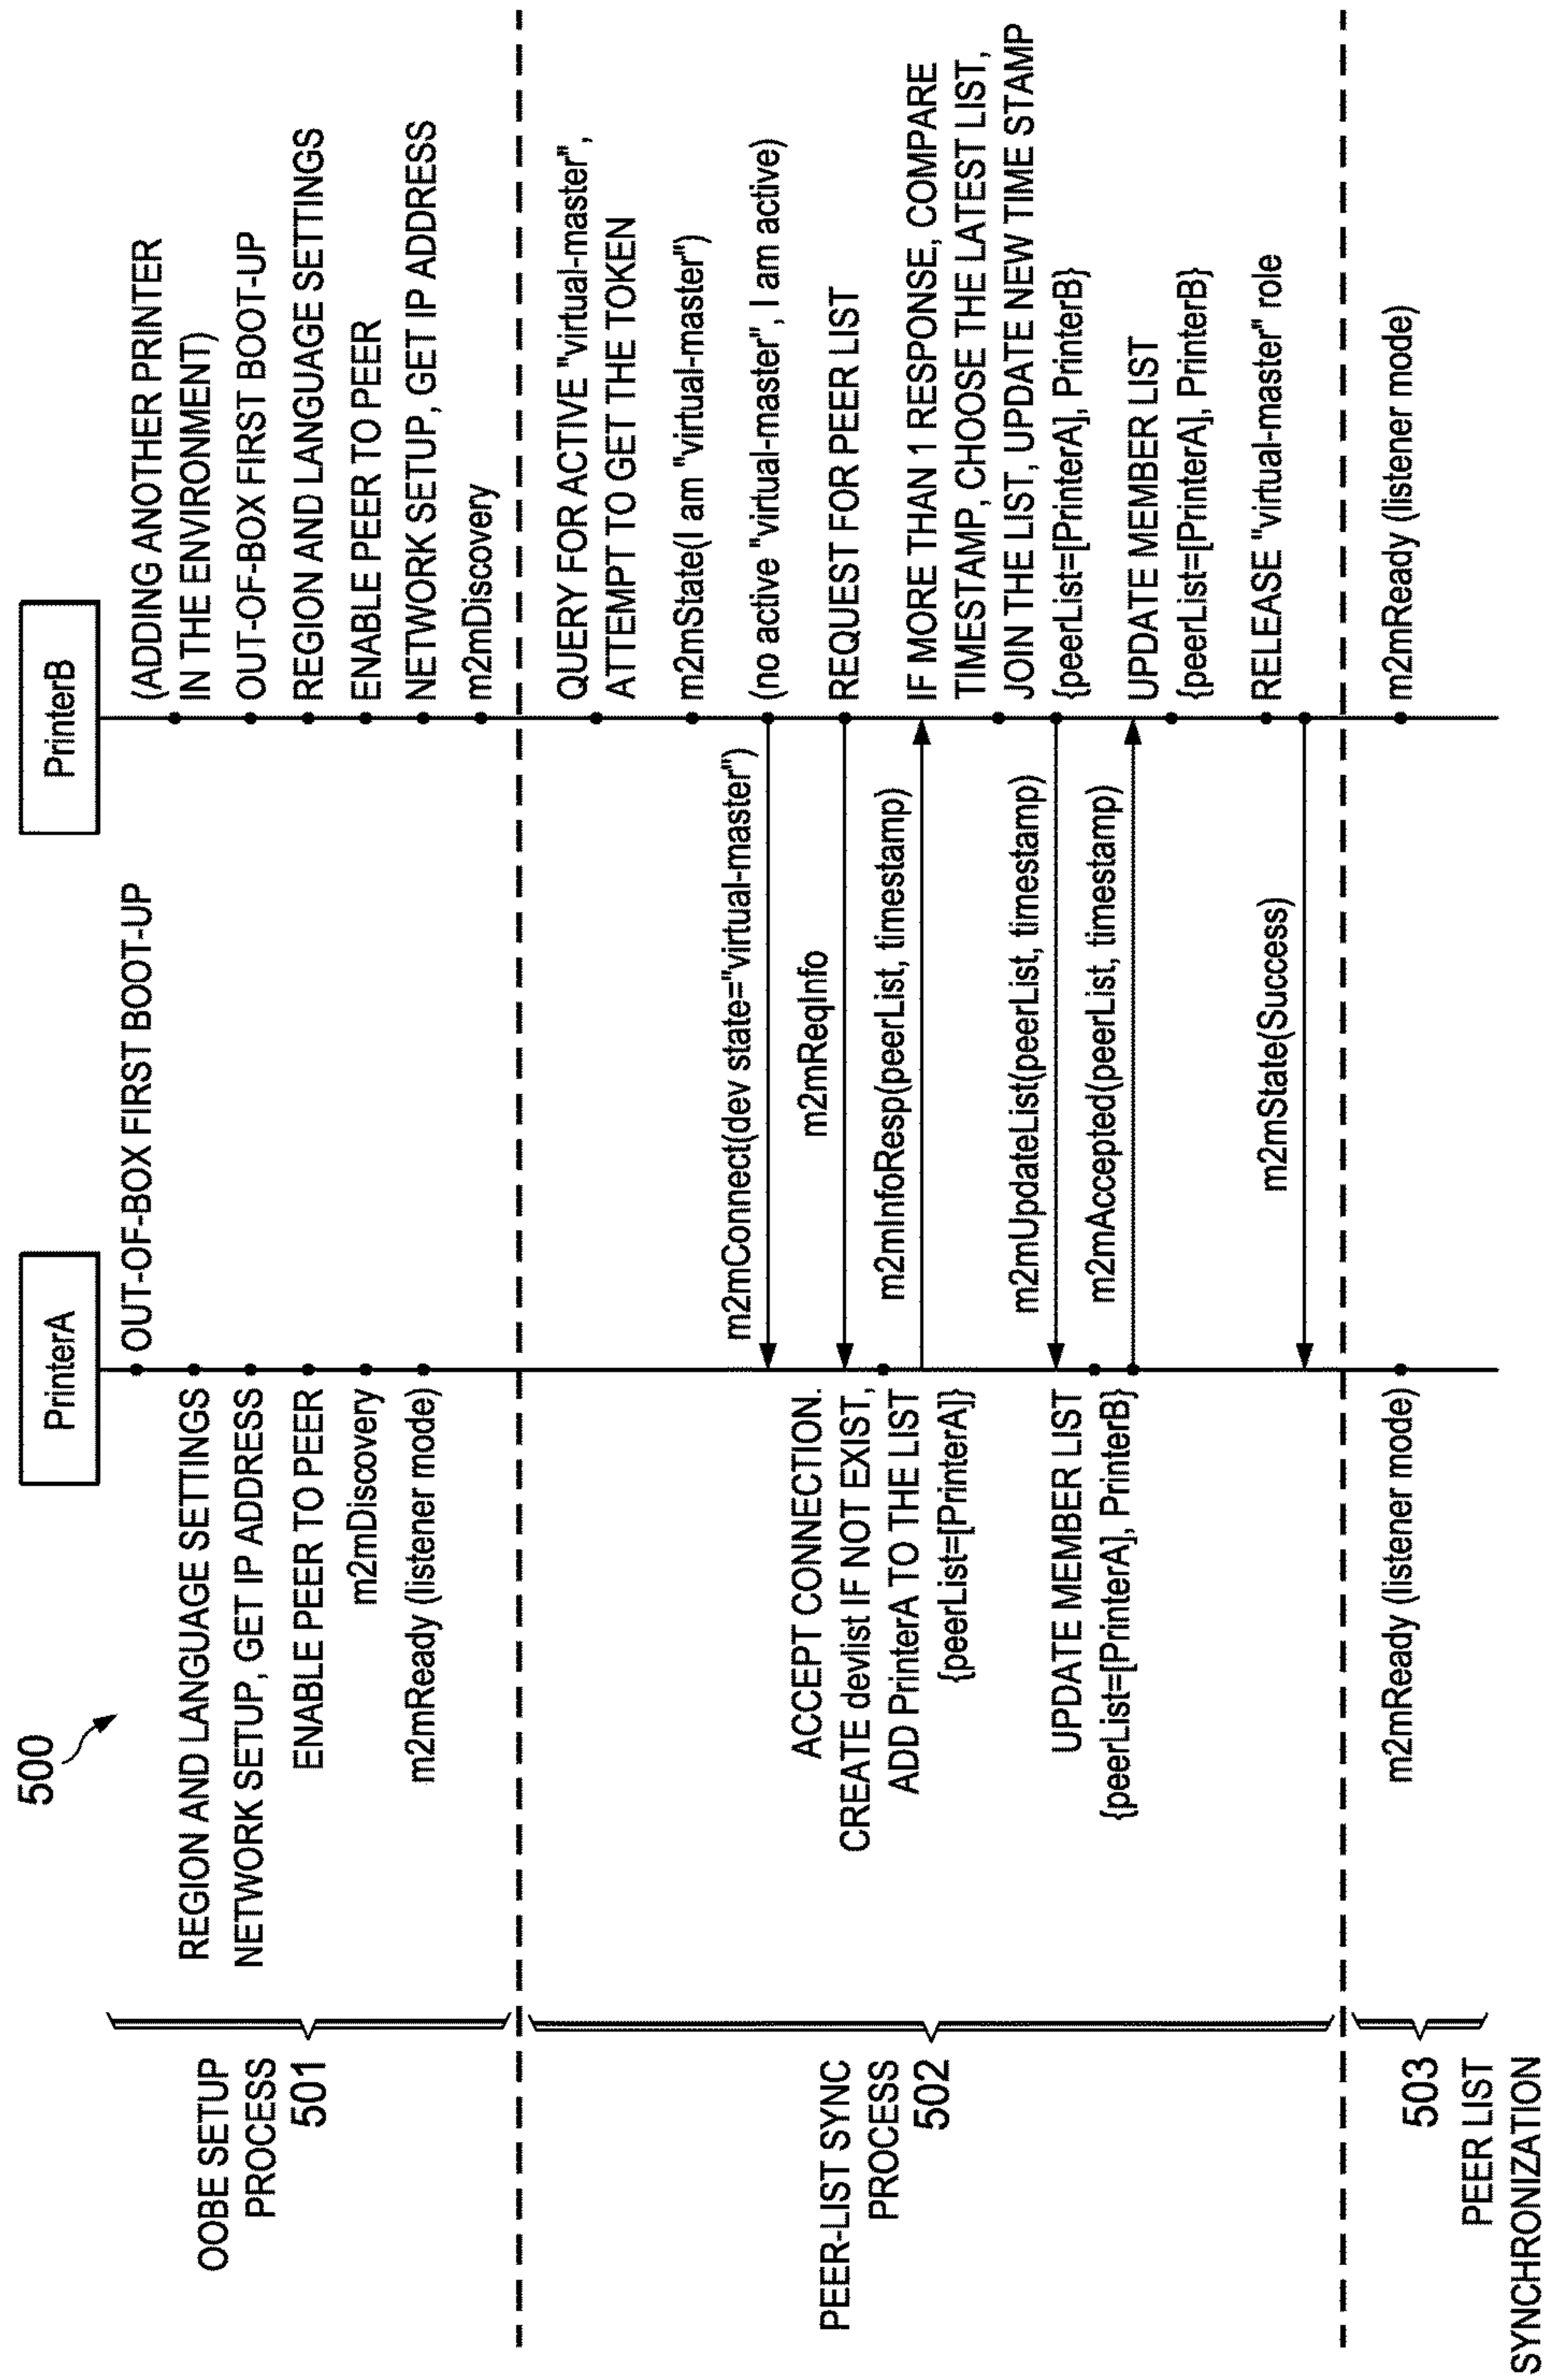 500
PrinterA
PrinterB
OOBE SETUP
PROCESS
501
OUT-OF-BOX FIRST BOOT-UP
REGION AND LANGUAGE SETTINGS
NETWORK SETUP, GET IP ADDRESS
ENABLE PEER TO PEER
m2mDiscovery
m2mReady (listener mode)
(ADDING ANOTHER PRINTER
IN THE ENVIRONMENT)
OUT-OF-BOX FIRST BOOT-UP
REGION AND LANGUAGE SETTINGS
ENABLE PEER TO PEER
NETWORK SETUP, GET IP ADDRESS
m2mDiscovery
PEER-LIST SYNC
PROCESS
502
QUERY FOR ACTIVE "virtual-master",
ATTEMPT TO GET THE TOKEN
m2mState(I am "virtual-master")
m2mConnect(dev state="virtual-master")
(no active "virtual-master", I am active)
m2mReqInfo
REQUEST FOR PEER LIST
ACCEPT CONNECTION.
CREATE devlist IF NOT EXIST,
ADD PrinterA TO THE LIST
{peerList=[PrinterA]}
m2mInfoResp(peerList, timestamp)
IF MORE THAN 1 RESPONSE, COMPARE
TIMESTAMP, CHOOSE THE LATEST LIST,
JOIN THE LIST, UPDATE NEW TIME STAMP
{peerList=[PrinterA], PrinterB}
m2mUpdateList(peerList, timestamp)
UPDATE MEMBER LIST
{peerList=[PrinterA], PrinterB}
m2mAccepted(peerList, timestamp)
UPDATE MEMBER LIST
{peerList=[PrinterA], PrinterB}
RELEASE "virtual-master" role
m2mState(Success)
503
PEER LIST
SYNCHRONIZATION
m2mReady (listener mode)
m2mReady (listener mode)